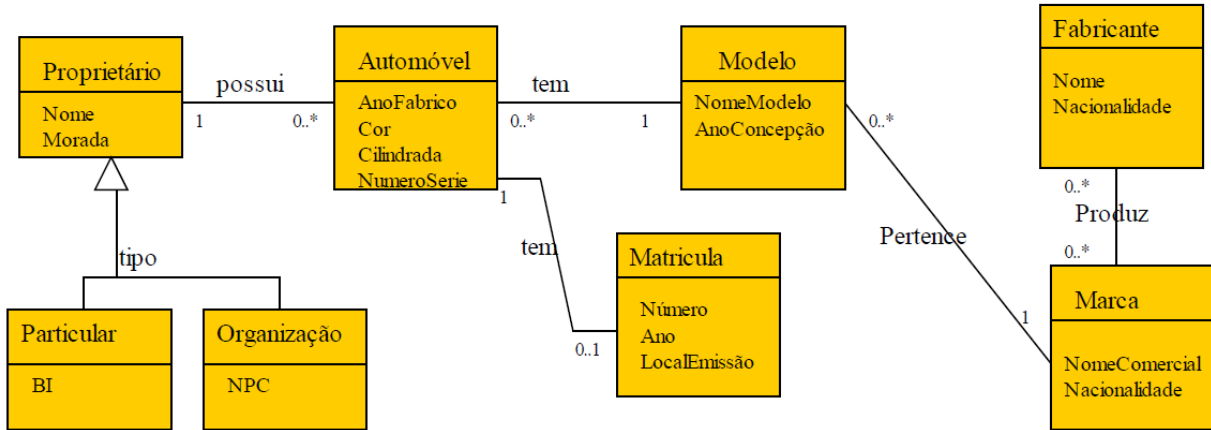 Proprietário
Nome
Morada
possui
1
0..*
Automóvel
AnoFabrico
Cor
Cilindrada
NumeroSerie
tem
0..*
1
Modelo
NomeModelo
AnoConcepção
0..*
Pertence
1
Fabricante
Nome
Nacionalidade
0..*
Produz
0..*
Marca
NomeComercial
Nacionalidade
1
tem
0..1
Matricula
Número
Ano
LocalEmissão
tipo
Particular
BI
Organização
NPC